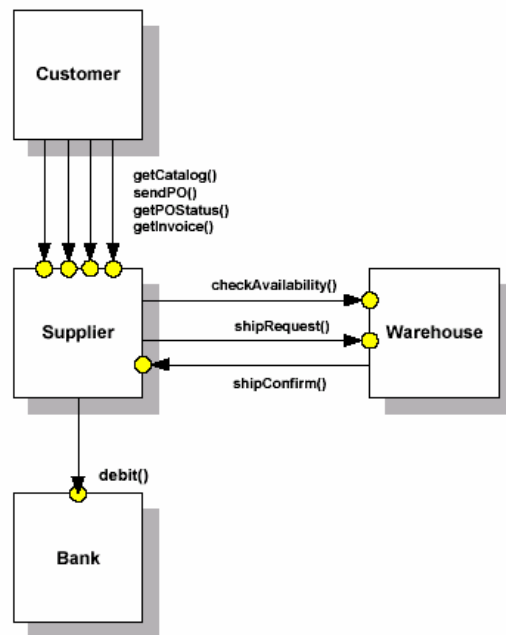 Customer
getCatalog()
sendPO()
getPOStatus()
getInvoice()
checkAvailability()
Supplier
shipRequest()
Warehouse
shipConfirm()
debit()
Bank